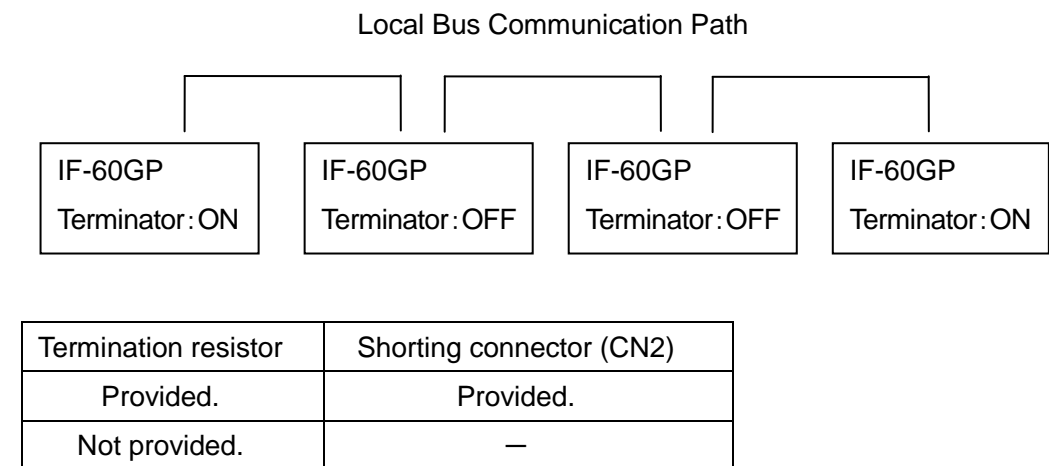 Local Bus Communication Path
IF-60GP IF-60GP IF-60GP IF-60GP
Terminator:ON Terminator:OFF Terminator:OFF Terminator:ON
Termination resistor Shorting connector (CN2)
Provided. Provided.
Not provided. —